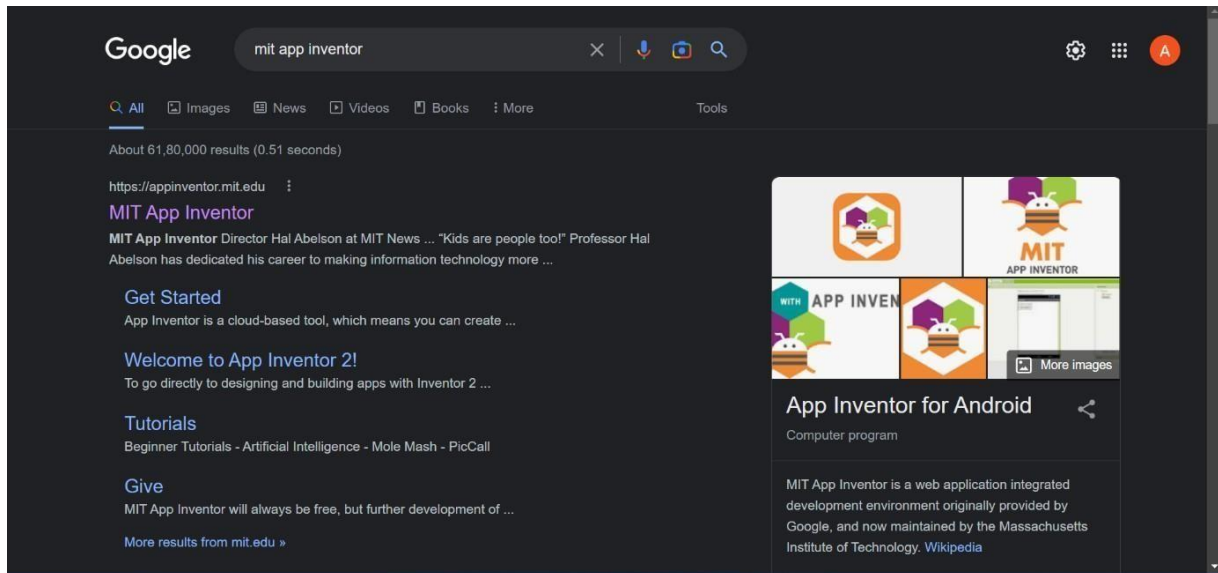 Google
mit app inventor
A
All
Images
News
Videos
Books
More
Tools
About 61,80,000 results (0.51 seconds)
https://appinventor.mit.edu
MIT App Inventor
MIT App Inventor Director Hal Abelson at MIT News ... “Kids are people too!” Professor Hal
Abelson has dedicated his career to making information technology more ...
Get Started
App Inventor is a cloud-based tool, which means you can create ...
Welcome to App Inventor 2!
To go directly to designing and building apps with Inventor 2 ...
Tutorials
Beginner Tutorials - Artificial Intelligence - Mole Mash - PicCall
Give
MIT App Inventor will always be free, but further development of ...
More results from mit.edu »
MIT
APP INVENTOR
WITH APP INVEN
More images
App Inventor for Android
Computer program
MIT App Inventor is a web application integrated
development environment originally provided by
Google, and now maintained by the Massachusetts
Institute of Technology. Wikipedia